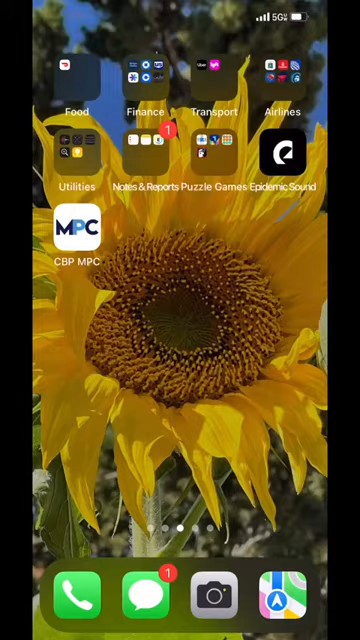 5G
Food
Finance
Transport
Airlines
1
Utilities
Notes & Reports
Puzzle Games
Epidemic Sound
MPC
CBP MPC
1